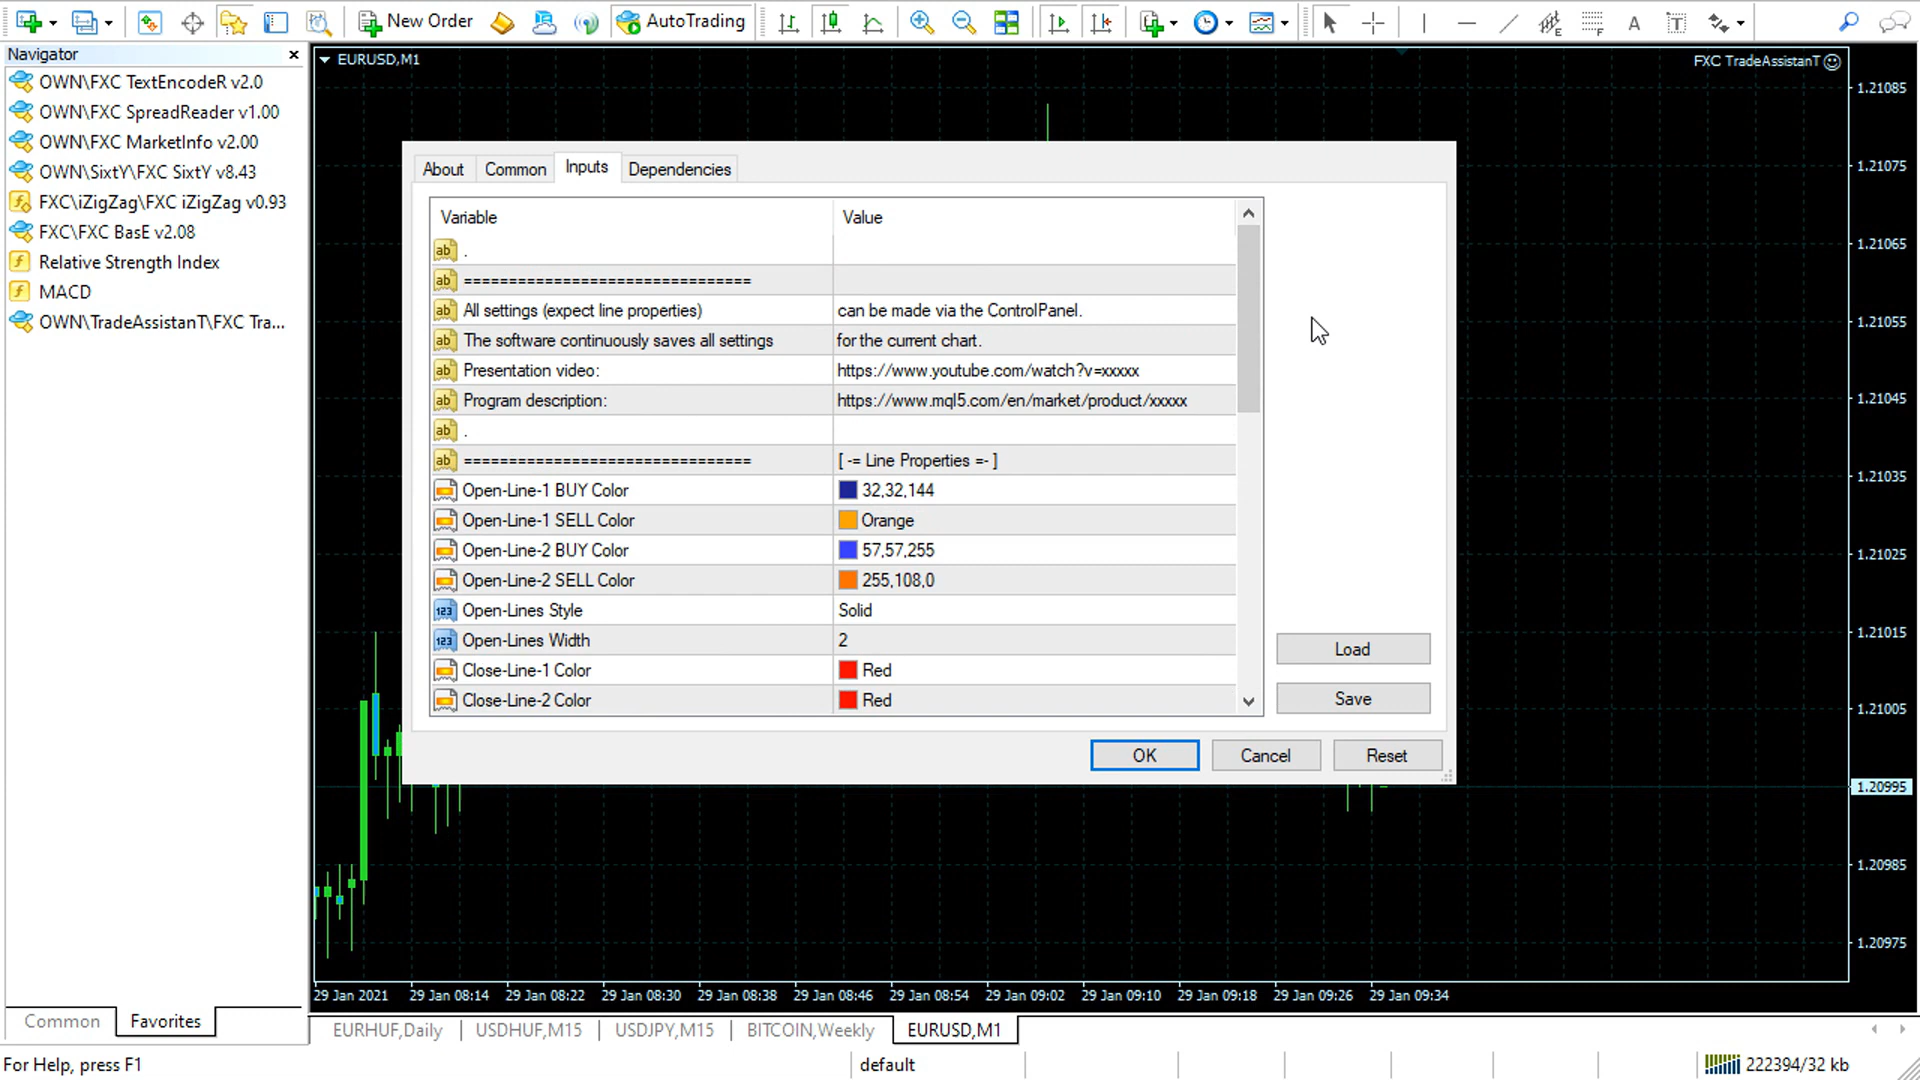 New Order
AutoTrading
Navigator
OWN\FXC TextEncodeR v2.0
OWN\FXC SpreadReader v1.00
OWN\FXC MarketInfo v2.00
OWN\SixtY\FXC SixtY v8.43
FXC\iZigZag\FXC iZigZag v0.93
FXC\FXC BasE v2.08
Relative Strength Index
MACD
OWN\TradeAssistanT\FXC Tra...
Common
Favorites
EURUSD,M1
FXC TradeAssistanT
About
Common
Inputs
Dependencies
Variable Value
.
================================
All settings (expect line properties) can be made via the ControlPanel.
The software continuously saves all settings for the current chart.
Presentation video: https://www.youtube.com/watch?v=xxxxx
Program description: https://www.mql5.com/en/market/product/xxxxx
.
================================ [ -= Line Properties =- ]
Open-Line-1 BUY Color 32,32,144
Open-Line-1 SELL Color Orange
Open-Line-2 BUY Color 57,57,255
Open-Line-2 SELL Color 255,108,0
Open-Lines Style Solid
Open-Lines Width 2
Close-Line-1 Color Red
Close-Line-2 Color Red
Load
Save
OK
Cancel
Reset
1.21085
1.21075
1.21065
1.21055
1.21045
1.21035
1.21025
1.21015
1.21005
1.20995
1.20985
1.20975
29 Jan 2021 29 Jan 08:14 29 Jan 08:22 29 Jan 08:30 29 Jan 08:38 29 Jan 08:46 29 Jan 08:54 29 Jan 09:02 29 Jan 09:10 29 Jan 09:18 29 Jan 09:26 29 Jan 09:34
EURHUF,Daily
USDHUF,M15
USDJPY,M15
BITCOIN,Weekly
EURUSD,M1
For Help, press F1
default
222394/32 kb